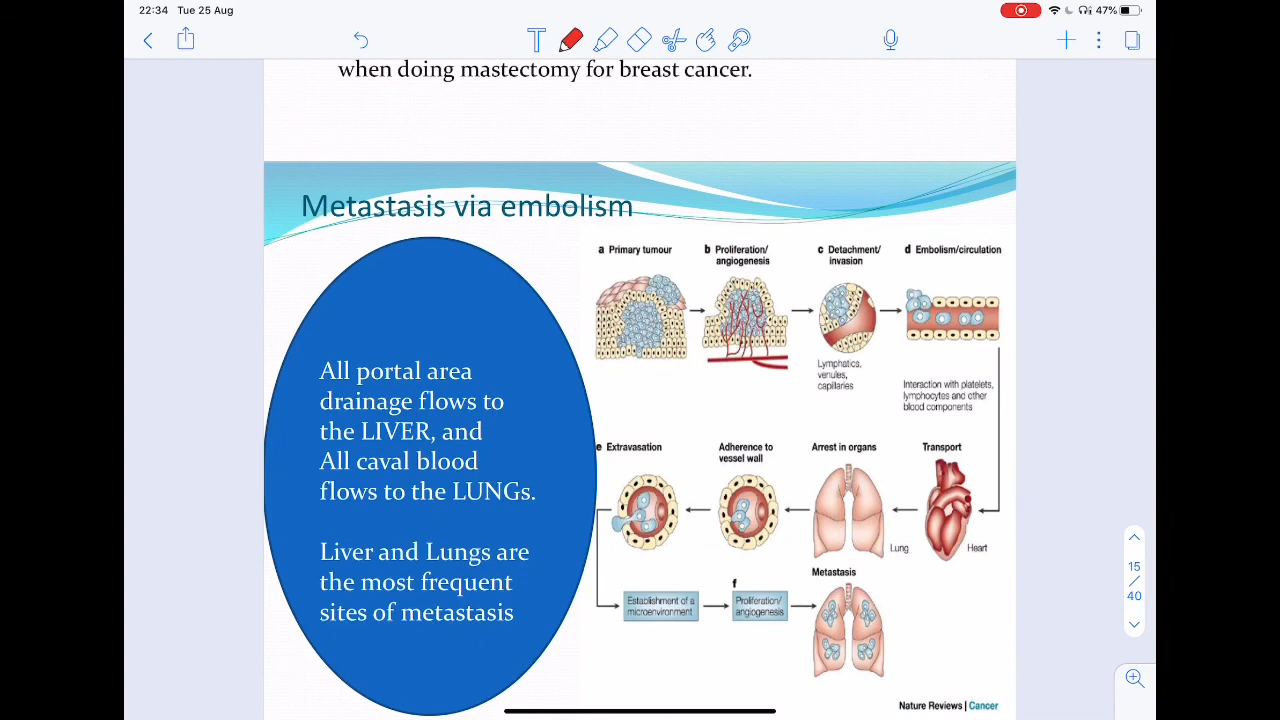 22:34 Tue 25 Aug
47%
when doing mastectomy for breast cancer.
Metastasis via embolism
All portal area
drainage flows to
the LIVER, and
All caval blood
flows to the LUNGs.
Liver and Lungs are
the most frequent
sites of metastasis
a Primary tumour
b Proliferation/
angiogenesis
c Detachment/
invasion
d Embolism/circulation
Lymphatics,
venules,
capillaries
Interaction with platelets,
lymphocytes and other
blood components
e Extravasation
Adherence to
vessel wall
Arrest in organs
Transport
Lung
Heart
Establishment of a
microenvironment
f
Proliferation/
angiogenesis
Metastasis
Nature Reviews | Cancer
15
/
40